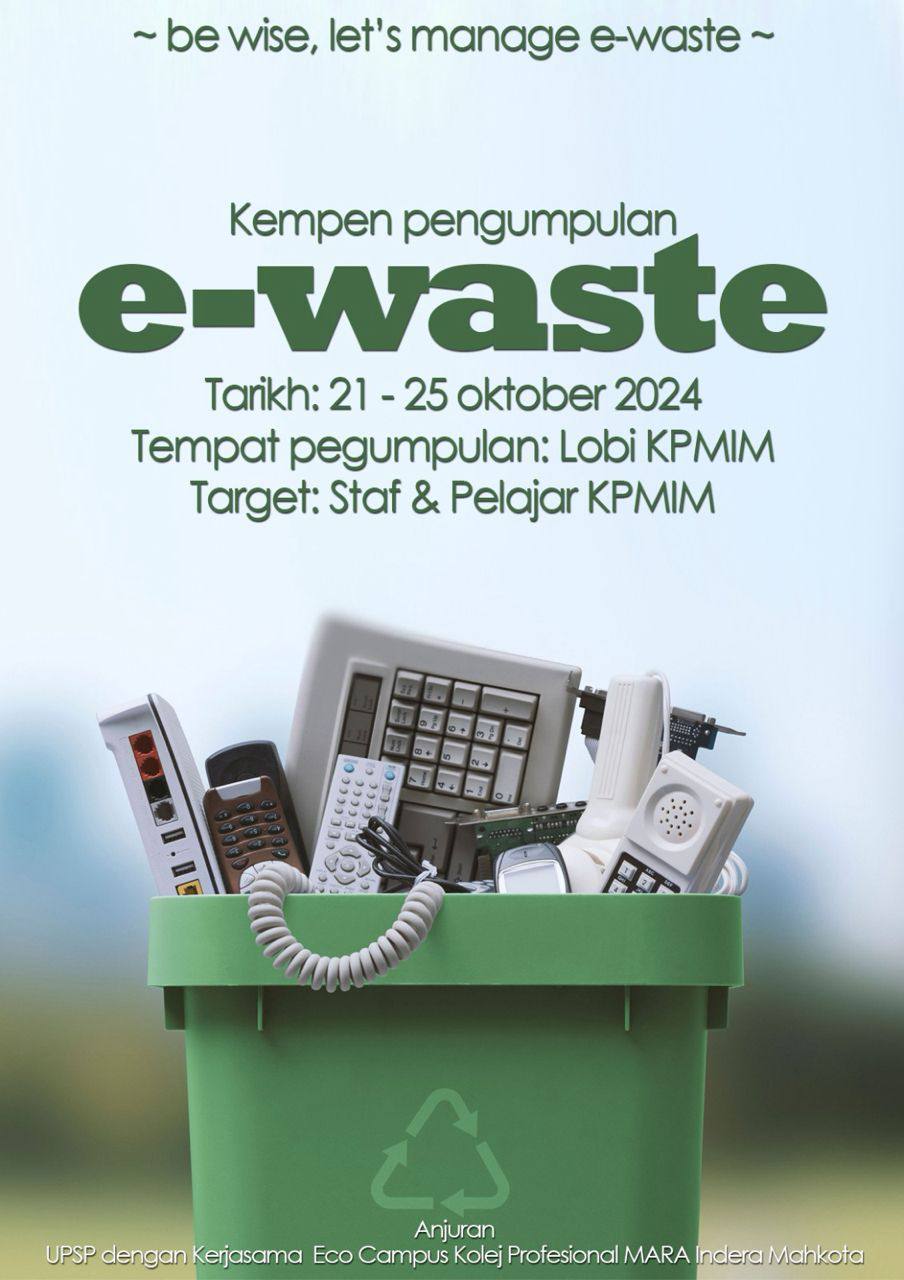 ~ be wise, let's manage e-waste ~
Kempen pengumpulan
e-waste
Tarikh: 21 - 25 oktober 2024
Tempat pegumpulan: Lobi KPMIM
Target: Staf & Pelajar KPMIM
Anjuran
UPSP dengan Kerjasama Eco Campus Kolej Profesional MARA Indera Mahkota